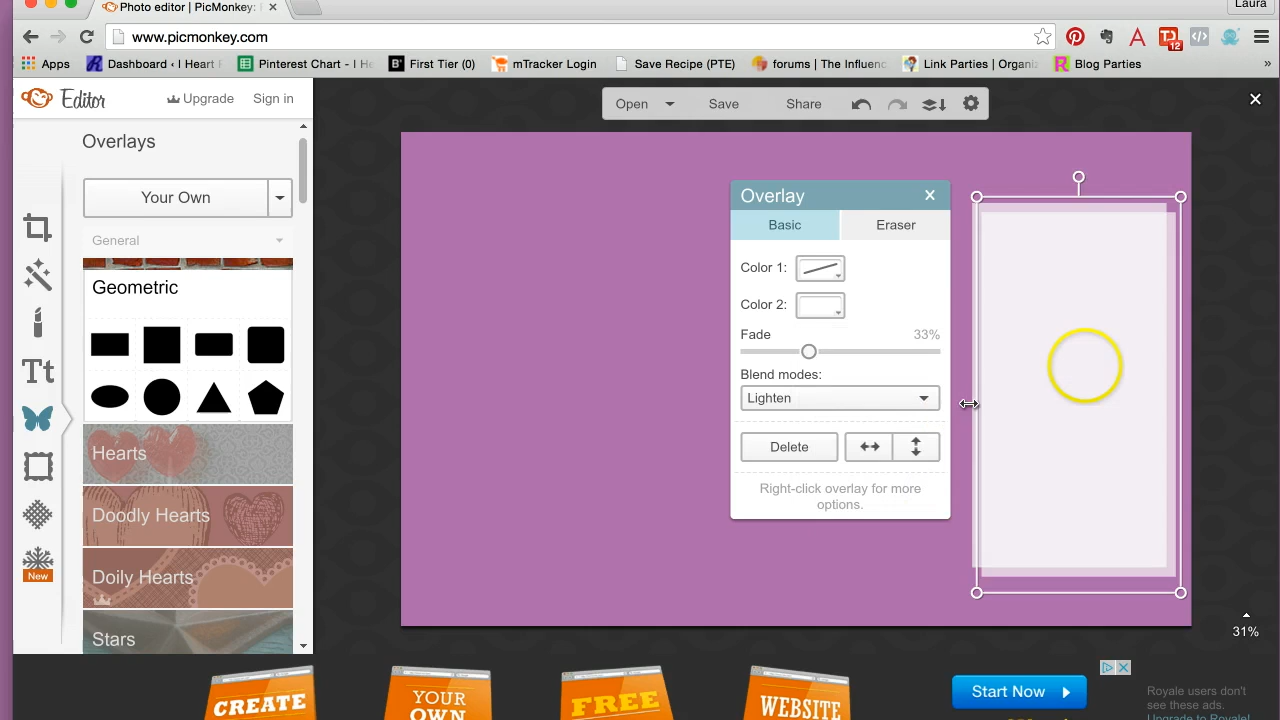 Photo editor | PicMonkey: 
Laura
www.picmonkey.com
12
Apps
Dashboard ‹ I Heart
Pinterest Chart - I He
First Tier (0)
mTracker Login
Save Recipe (PTE)
forums | The Influenc
Link Parties | Organiz
Blog Parties
»
Editor
Upgrade
Sign in
Open
Save
Share
Overlays
Your Own
General
Geometric
Hearts
Doodly Hearts
Doily Hearts
Stars
Tt
New
Overlay
Basic
Eraser
Color 1:
Color 2:
Fade
33%
Blend modes:
Lighten
Delete
Right-click overlay for more
options.
31%
CREATE
YOUR
OWN
FREE
WEBSITE
Start Now
Royale users don't
see these ads.
Upgrade to Royale!